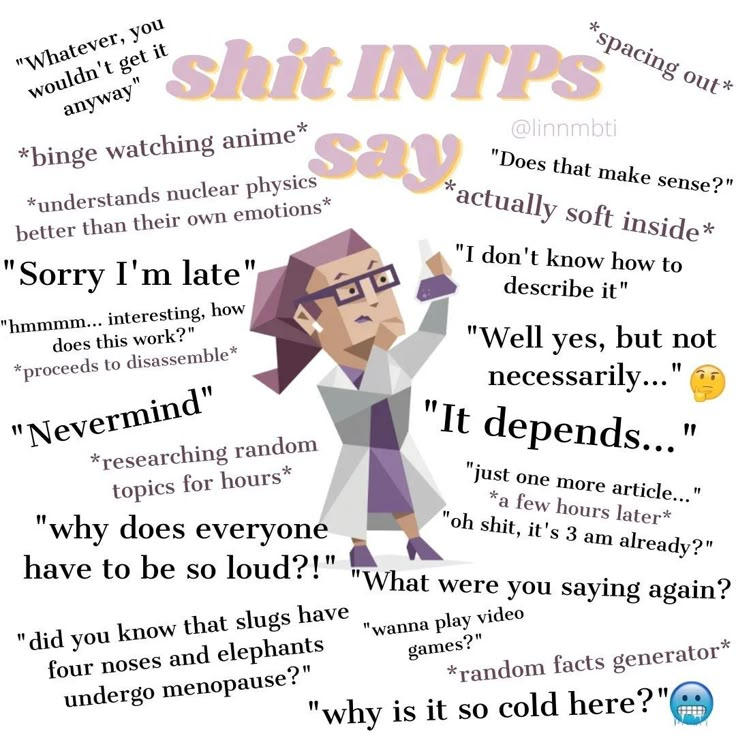 "Whatever, you
wouldn't get it
anyway"
shit INTPs
say
*spacing out*
@linnmbti
*binge watching anime*
"Does that make sense?"
*understands nuclear physics
better than their own emotions*
*actually soft inside*
"Sorry I'm late"
"I don't know how to
describe it"
"hmmmm... interesting, how
does this work?"
*proceeds to disassemble*
"Well yes, but not
necessarily..."
"Nevermind"
"It depends..."
*researching random
topics for hours*
"just one more article..."
*a few hours later*
"oh shit, it's 3 am already?"
"why does everyone
have to be so loud?!"
"What were you saying again?
"did you know that slugs have
four noses and elephants
undergo menopause?"
"wanna play video
games?"
*random facts generator*
"why is it so cold here?"